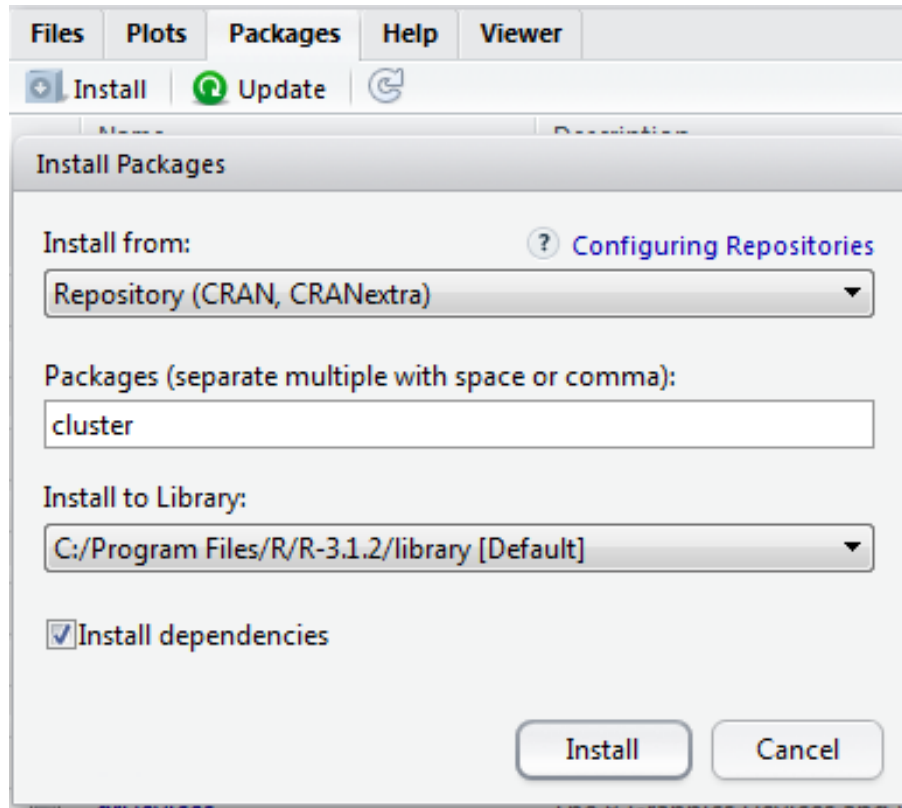 Files Plots Packages Help Viewer
Install Update
Name Description
Install Packages
Install from: ? Configuring Repositories
Repository (CRAN, CRANextra)
Packages (separate multiple with space or comma):
cluster
Install to Library:
C:/Program Files/R/R-3.1.2/library [Default]
Install dependencies
Install Cancel